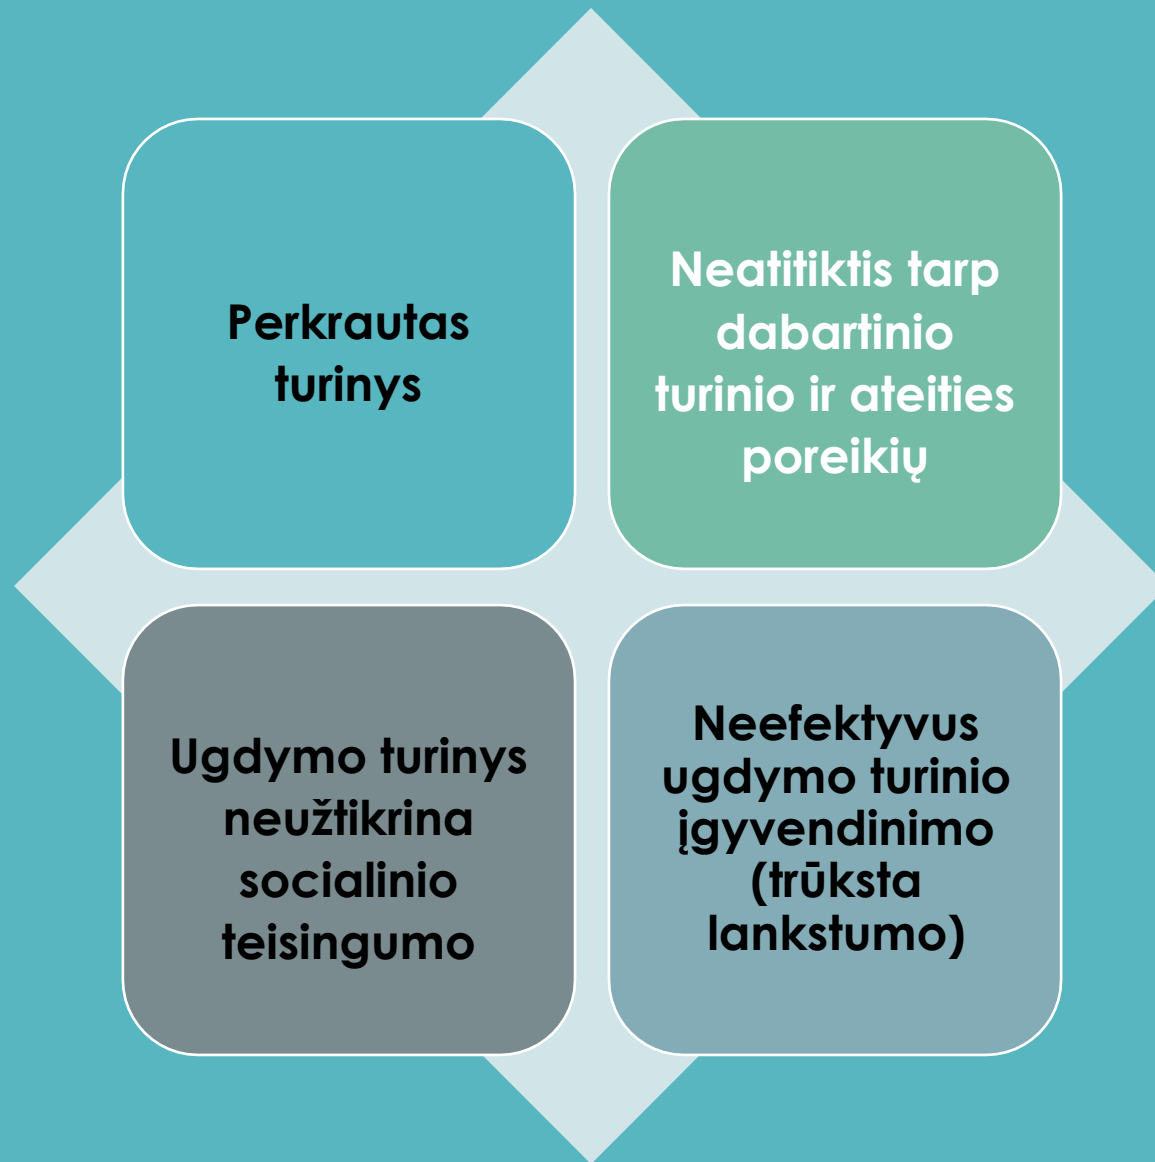 Perkrautas
turinys
Neatitiktis tarp
dabartinio
turinio ir ateities
poreikių
Ugdymo turinys
neužtikrina
socialinio
teisingumo
Neefektyvus
ugdymo turinio
įgyvendinimo
(trūksta
lankstumo)